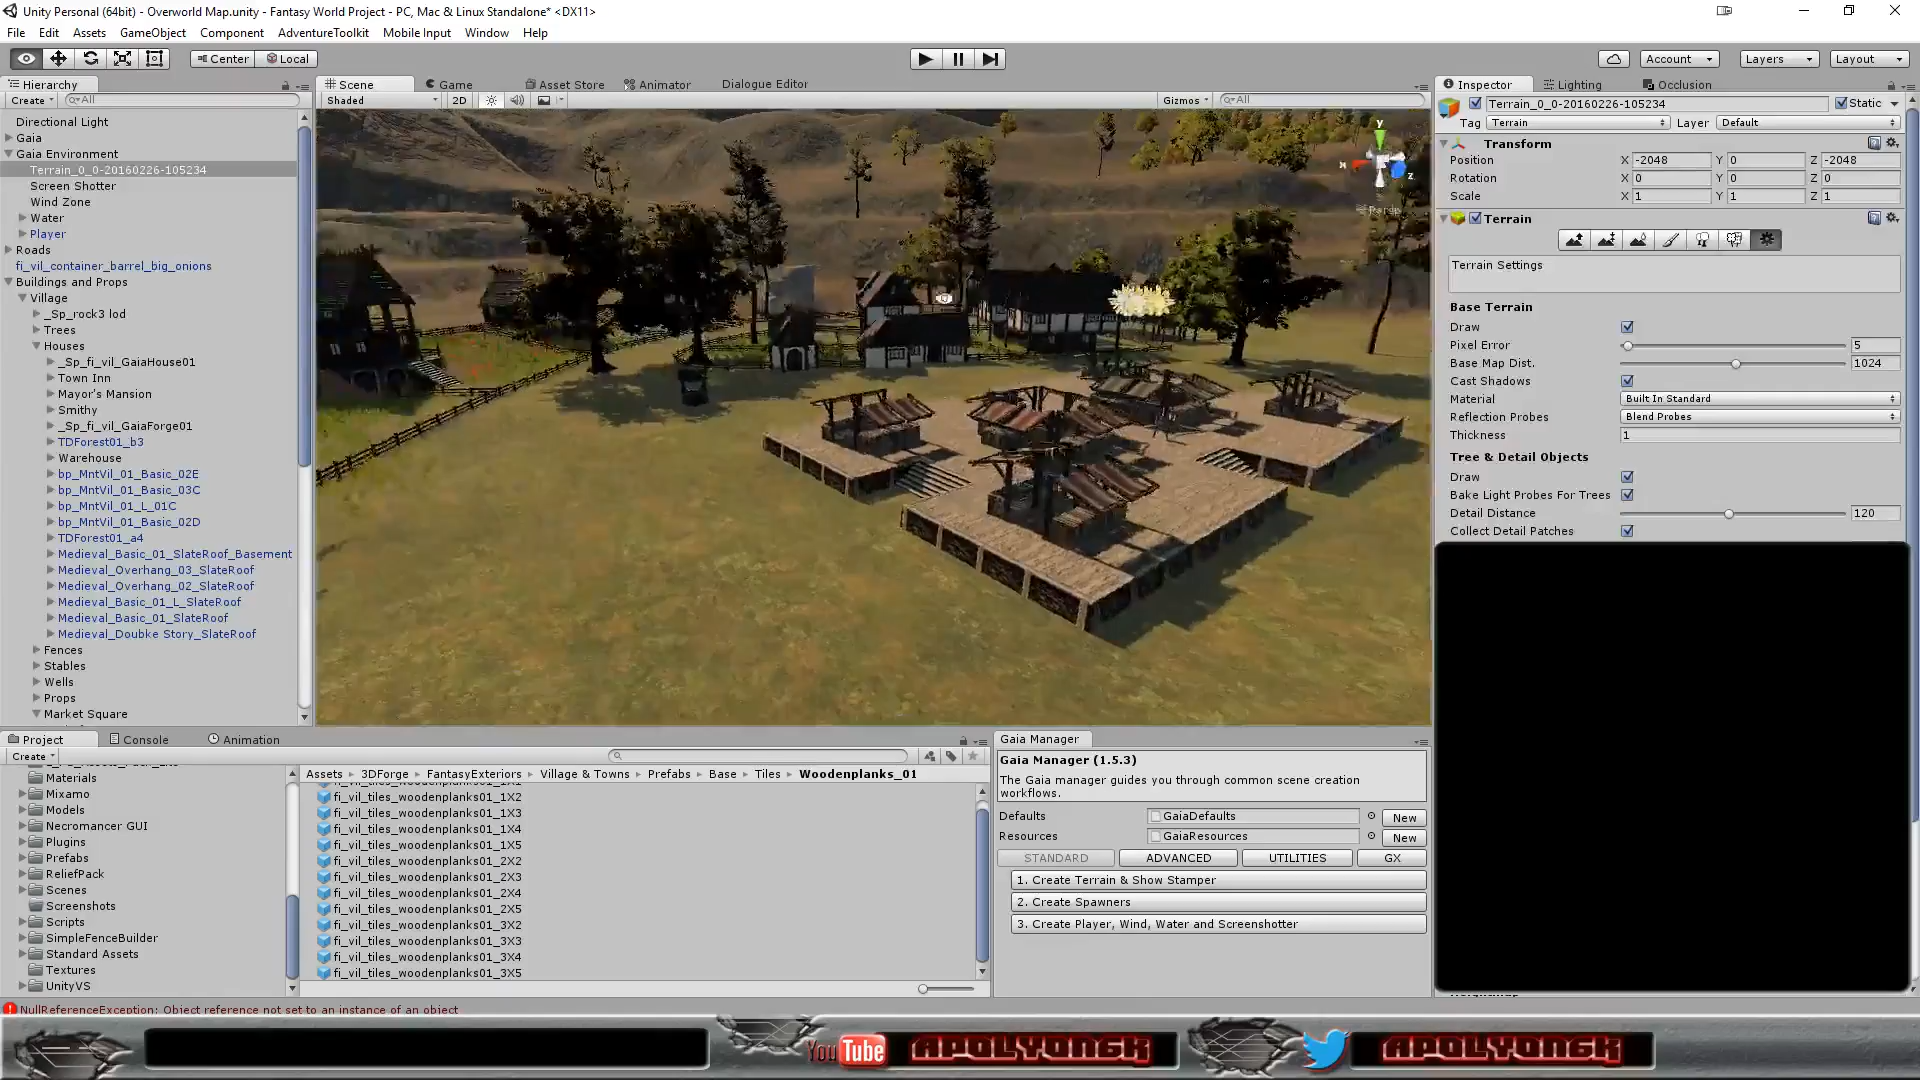 Unity Personal (64bit) - Overworld Map.unity - Fantasy World Project - PC, Mac & Linux Standalone* <DX11>
File Edit Assets GameObject Component AdventureToolkit Mobile Input Window Help
Center Local Account Layers Layout
Hierarchy
Create All
Directional Light
Gaia
Gaia Environment
Terrain_0_0-20160226-105234
Screen Shotter
Wind Zone
Water
Player
Roads
fi_vil_container_barrel_big_onions
Buildings and Props
Village
_Sp_rock3 lod
Trees
Houses
_Sp_fi_vil_GaiaHouse01
Town Inn
Mayor's Mansion
Smithy
_Sp_fi_vil_GaiaForge01
TDForest01_b3
Warehouse
bp_MntVil_01_Basic_02E
bp_MntVil_01_Basic_03C
bp_MntVil_01_L_01C
bp_MntVil_01_Basic_02D
TDForest01_a4
Medieval_Basic_01_SlateRoof_Basement
Medieval_Overhang_03_SlateRoof
Medieval_Overhang_02_SlateRoof
Medieval_Basic_01_L_SlateRoof
Medieval_Basic_01_SlateRoof
Medieval_Doubke Story_SlateRoof
Fences
Stables
Wells
Props
Market Square
Scene Game Asset Store Animator Dialogue Editor
Shaded 2D Gizmos All
y
x
z
Persp
Inspector Lighting Occlusion
Terrain_0_0-20160226-105234 Static
Tag Terrain Layer Default
Transform
Position X -2048 Y 0 Z -2048
Rotation X 0 Y 0 Z 0
Scale X 1 Y 1 Z 1
Terrain
Terrain Settings
Base Terrain
Draw
Pixel Error 5
Base Map Dist. 1024
Cast Shadows
Material Built In Standard
Reflection Probes Blend Probes
Thickness 1
Tree & Detail Objects
Draw
Bake Light Probes For Trees
Detail Distance 120
Collect Detail Patches
Project Console Animation
Create
Materials
Mixamo
Models
Necromancer GUI
Plugins
Prefabs
ReliefPack
Scenes
Screenshots
Scripts
SimpleFenceBuilder
Standard Assets
Textures
UnityVS
Assets 3DForge FantasyExteriors Village & Towns Prefabs Base Tiles Woodenplanks_01
fi_vil_tiles_woodenplanks01_1X2
fi_vil_tiles_woodenplanks01_1X3
fi_vil_tiles_woodenplanks01_1X4
fi_vil_tiles_woodenplanks01_1X5
fi_vil_tiles_woodenplanks01_2X2
fi_vil_tiles_woodenplanks01_2X3
fi_vil_tiles_woodenplanks01_2X4
fi_vil_tiles_woodenplanks01_2X5
fi_vil_tiles_woodenplanks01_3X2
fi_vil_tiles_woodenplanks01_3X3
fi_vil_tiles_woodenplanks01_3X4
fi_vil_tiles_woodenplanks01_3X5
Gaia Manager
Gaia Manager (1.5.3)
The Gaia manager guides you through common scene creation
workflows.
Defaults GaiaDefaults New
Resources GaiaResources New
STANDARD ADVANCED UTILITIES GX
1. Create Terrain & Show Stamper
2. Create Spawners
3. Create Player, Wind, Water and Screenshotter
NullReferenceException: Object reference not set to an instance of an object
YouTube APOLYON6K APOLYON6K